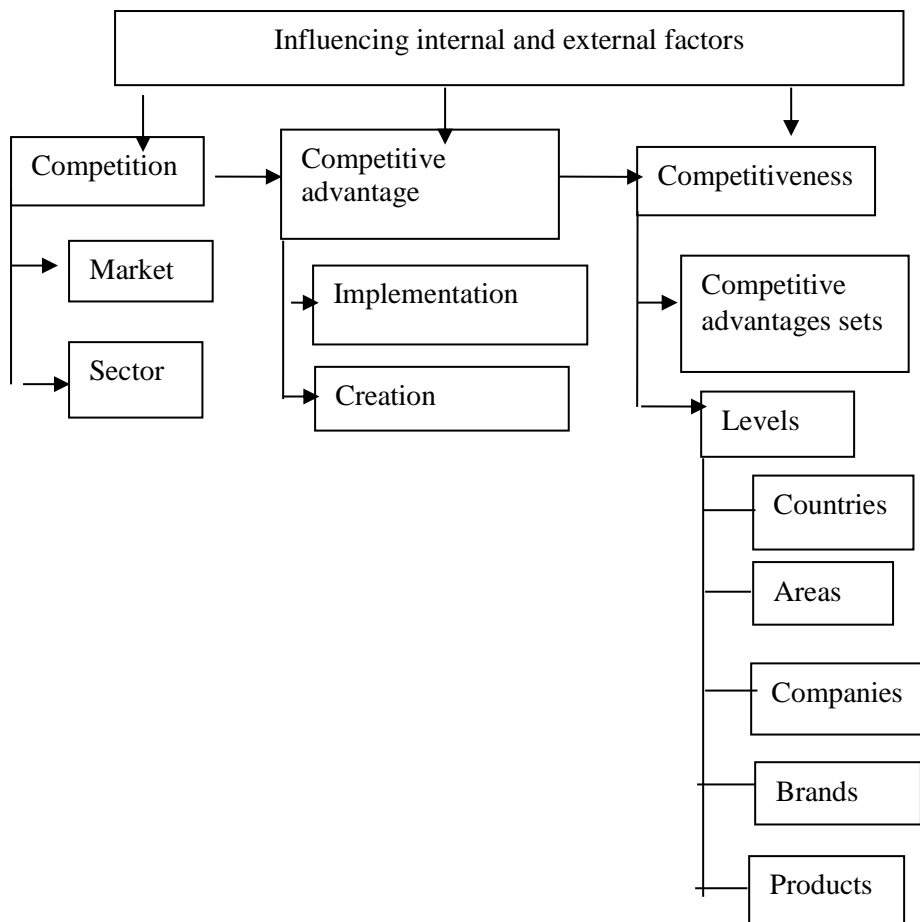 Influencing internal and external factors
Competition
Market
Sector
Competitive
advantage
Implementation
Creation
Competitiveness
Competitive
advantages sets
Levels
Countries
Areas
Companies
Brands
Products